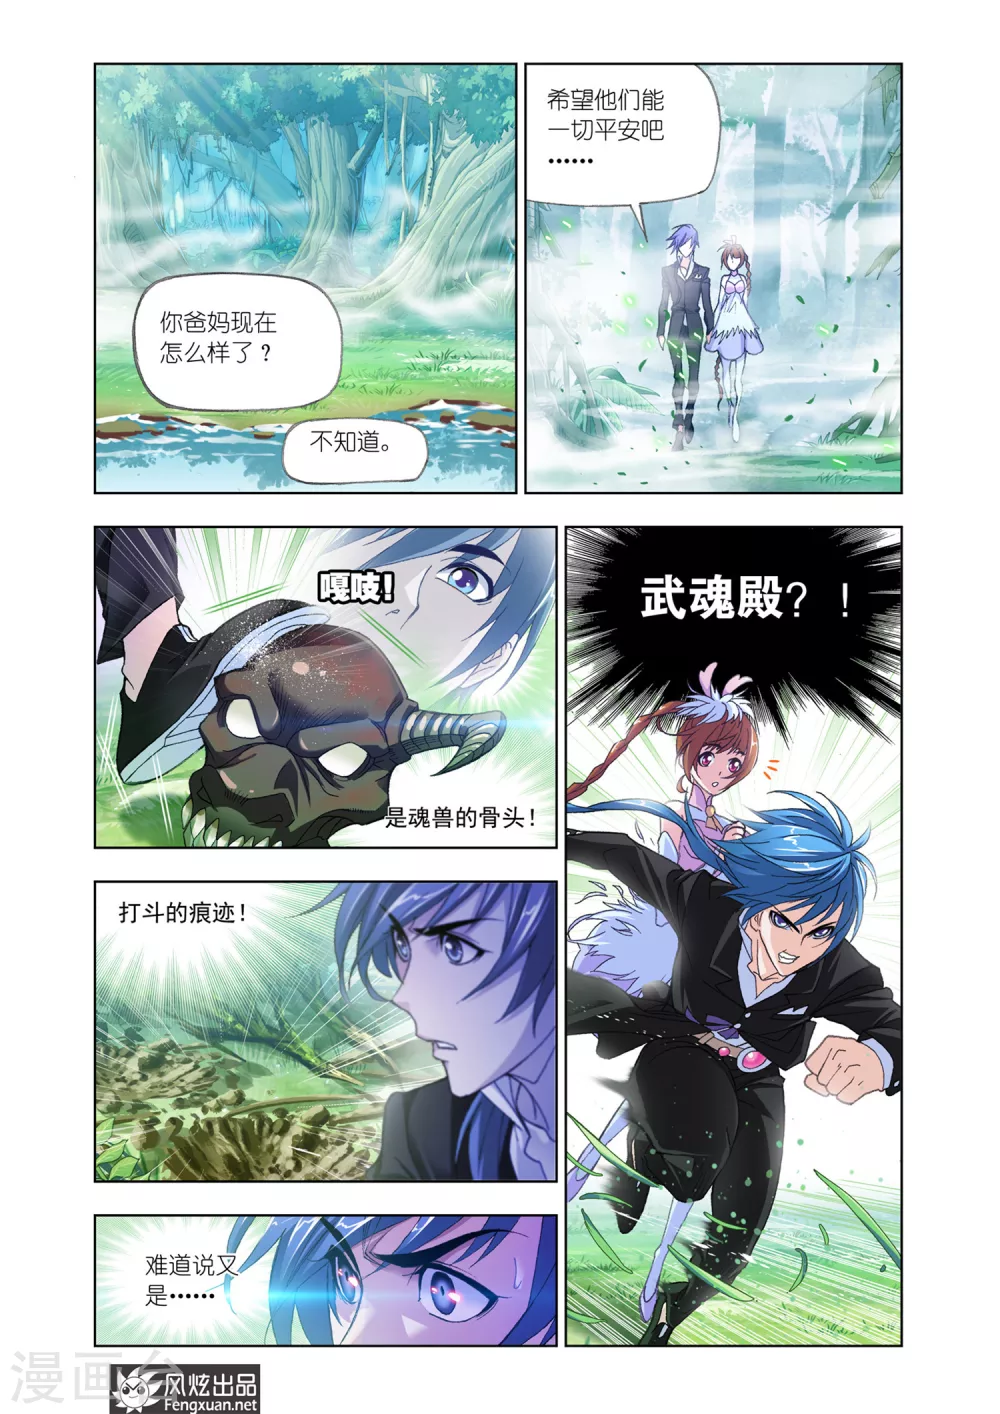 你爸妈现在
怎么样了？
不知道。
希望他们能
一切平安吧
……
嘎吱！
是魂兽的骨头！
打斗的痕迹！
难道说又
是……
武魂殿？！
漫画台
风炫出品
Fengxuan.net